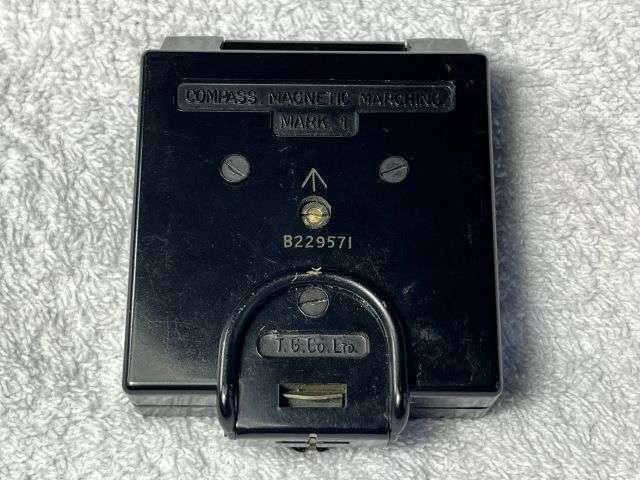 COMPASS. MAGNETIC MARCHING.
MARK. 1
B229571
T. G. Co. Ltd.